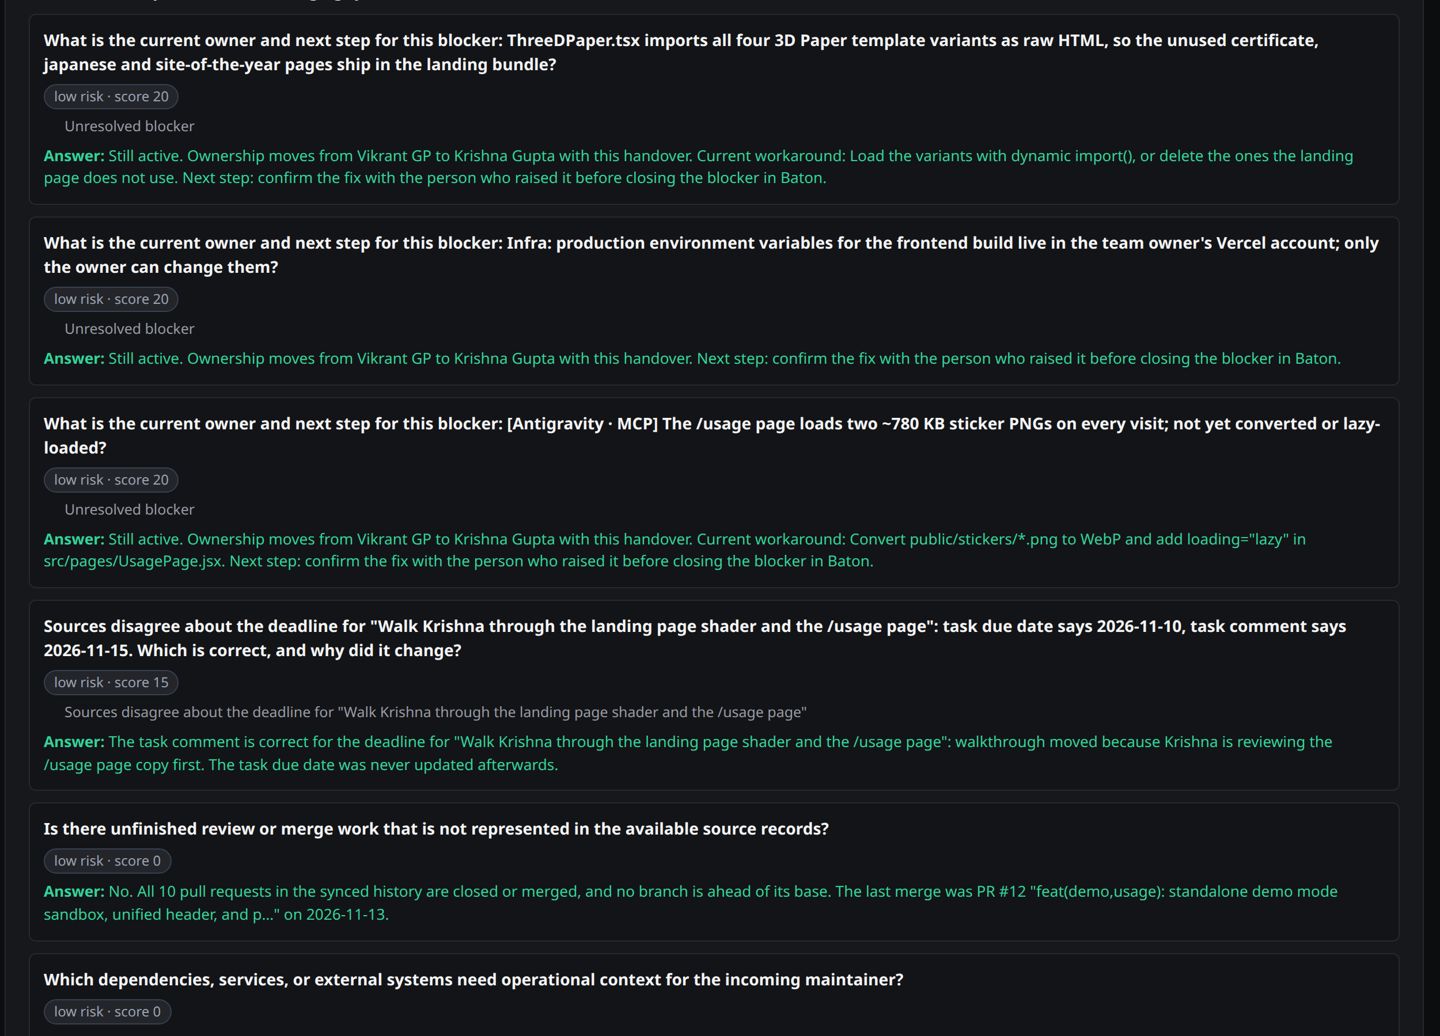 What is the current owner and next step for this blocker: ThreeDPaper.tsx imports all four 3D Paper template variants as raw HTML, so the unused certificate,
japanese and site-of-the-year pages ship in the landing bundle?
low risk · score 20
Unresolved blocker
Answer: Still active. Ownership moves from Vikrant GP to Krishna Gupta with this handover. Current workaround: Load the variants with dynamic import(), or delete the ones the landing
page does not use. Next step: confirm the fix with the person who raised it before closing the blocker in Baton.
What is the current owner and next step for this blocker: Infra: production environment variables for the frontend build live in the team owner's Vercel account; only
the owner can change them?
low risk · score 20
Unresolved blocker
Answer: Still active. Ownership moves from Vikrant GP to Krishna Gupta with this handover. Next step: confirm the fix with the person who raised it before closing the blocker in Baton.
What is the current owner and next step for this blocker: [Antigravity · MCP] The /usage page loads two ~780 KB sticker PNGs on every visit; not yet converted or lazy-
loaded?
low risk · score 20
Unresolved blocker
Answer: Still active. Ownership moves from Vikrant GP to Krishna Gupta with this handover. Current workaround: Convert public/stickers/*.png to WebP and add loading="lazy" in
src/pages/UsagePage.jsx. Next step: confirm the fix with the person who raised it before closing the blocker in Baton.
Sources disagree about the deadline for "Walk Krishna through the landing page shader and the /usage page": task due date says 2026-11-10, task comment says
2026-11-15. Which is correct, and why did it change?
low risk · score 15
Sources disagree about the deadline for "Walk Krishna through the landing page shader and the /usage page"
Answer: The task comment is correct for the deadline for "Walk Krishna through the landing page shader and the /usage page": walkthrough moved because Krishna is reviewing the
/usage page copy first. The task due date was never updated afterwards.
Is there unfinished review or merge work that is not represented in the available source records?
low risk · score 0
Answer: No. All 10 pull requests in the synced history are closed or merged, and no branch is ahead of its base. The last merge was PR #12 "feat(demo,usage): standalone demo mode
sandbox, unified header, and p..." on 2026-11-13.
Which dependencies, services, or external systems need operational context for the incoming maintainer?
low risk · score 0